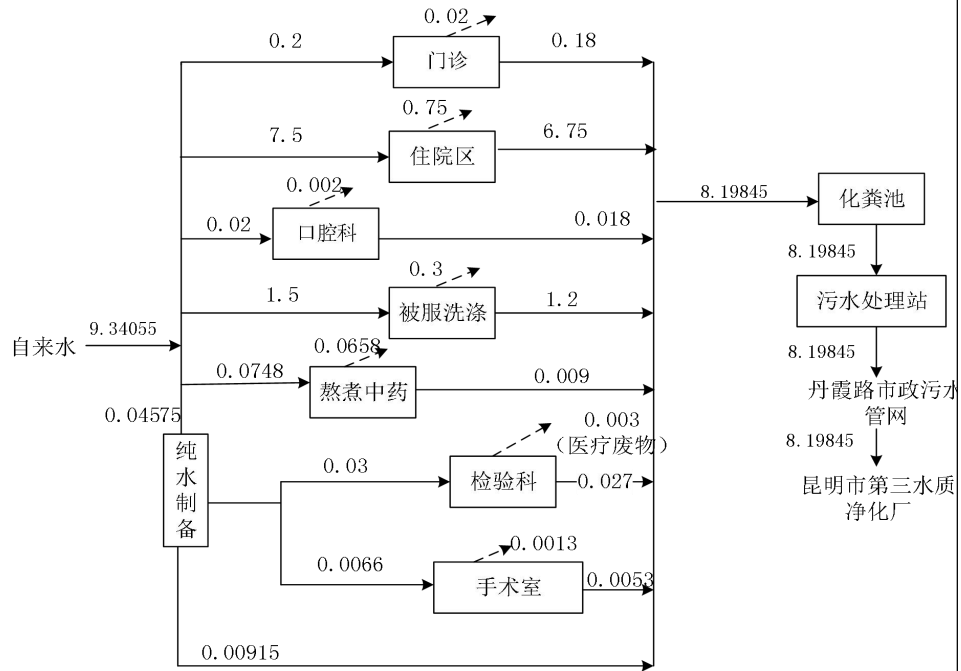 0.02
0.2
门诊
0.18
0.75
7.5
住院区
6.75
0.002
0.02
口腔科
0.018
8.19845
化粪池
8.19845
0.3
1.5
被服洗涤
1.2
污水处理站
9.34055
自来水
8.19845
0.0658
0.0748
熬煮中药
0.009
丹霞路市政污水
管网
0.04575
0.003
(医疗废物)
8.19845
纯水制备
0.03
检验科
0.027
昆明市第三水质
净化厂
0.0013
0.0066
手术室
0.0053
0.00915